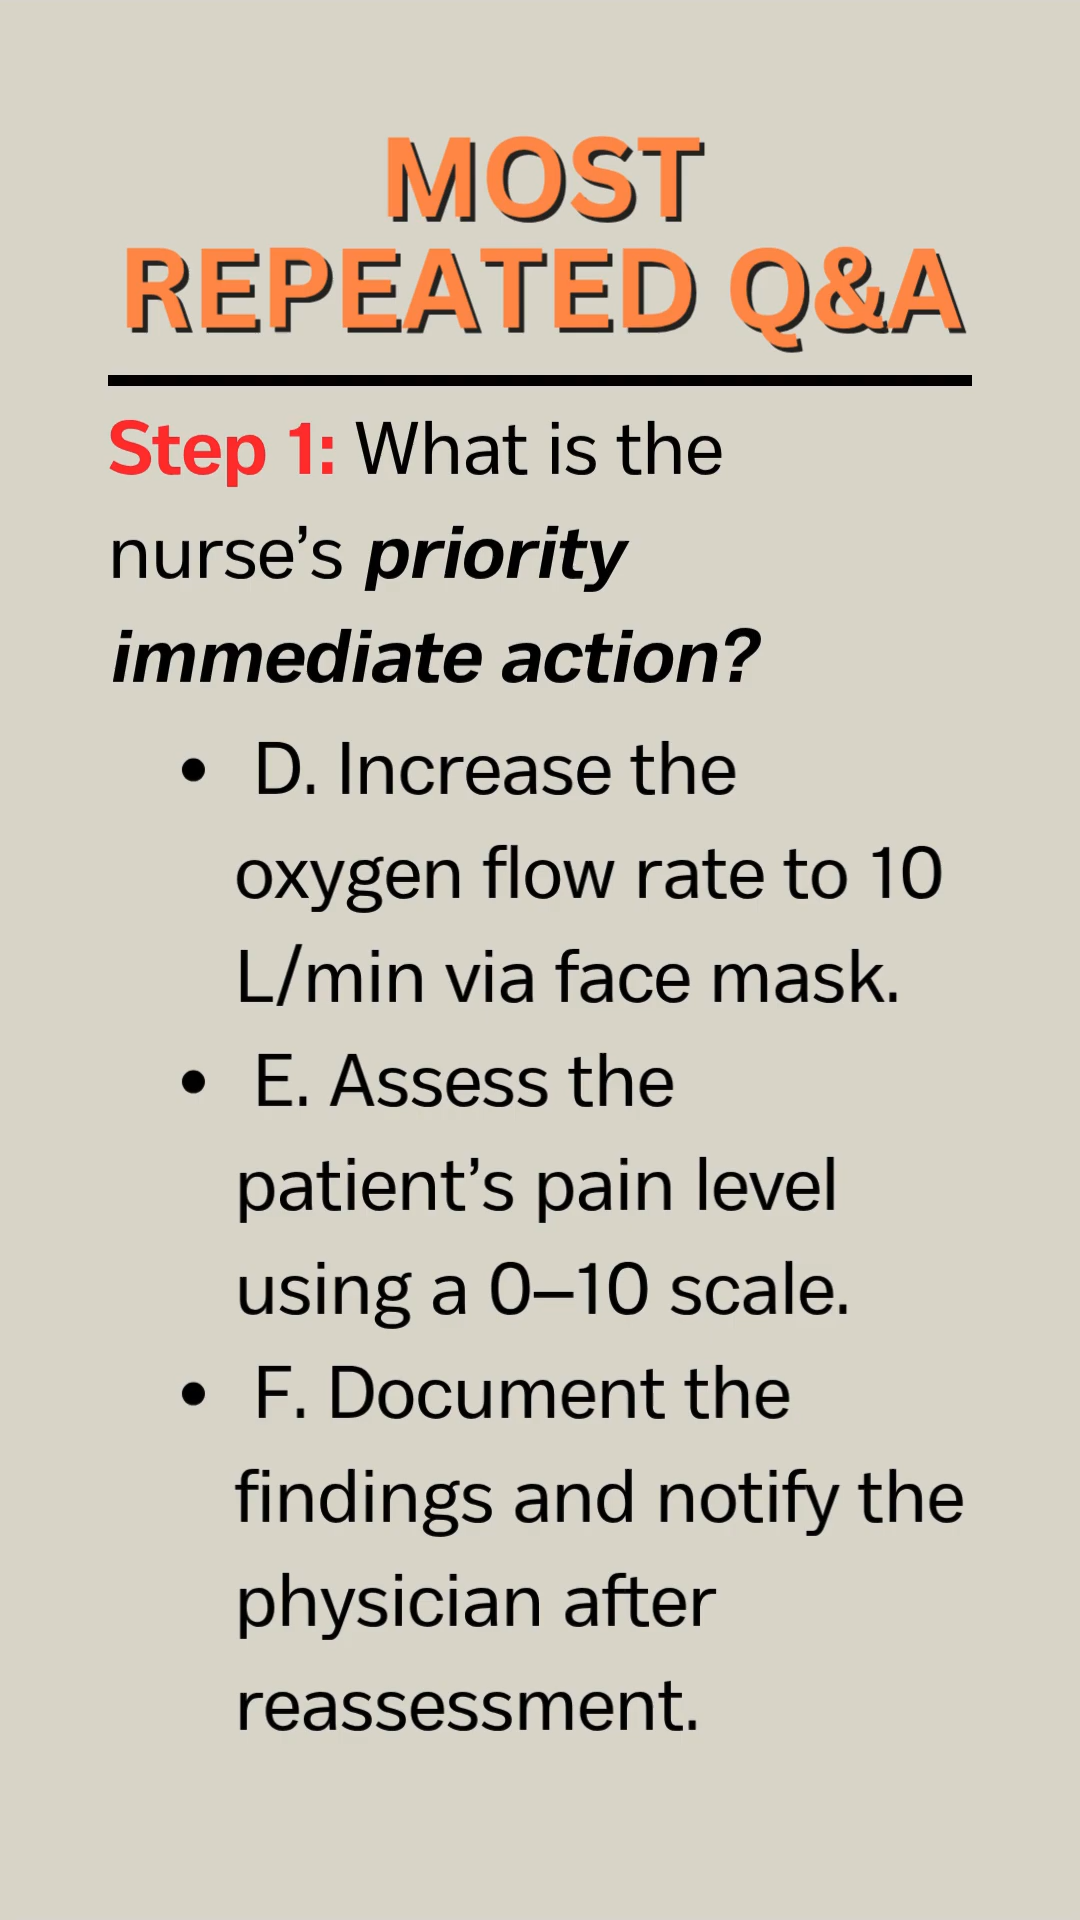 MOST
REPEATED Q&A
Step 1: What is the
nurse’s priority
immediate action?
• D. Increase the
oxygen flow rate to 10
L/min via face mask.
• E. Assess the
patient’s pain level
using a 0–10 scale.
• F. Document the
findings and notify the
physician after
reassessment.